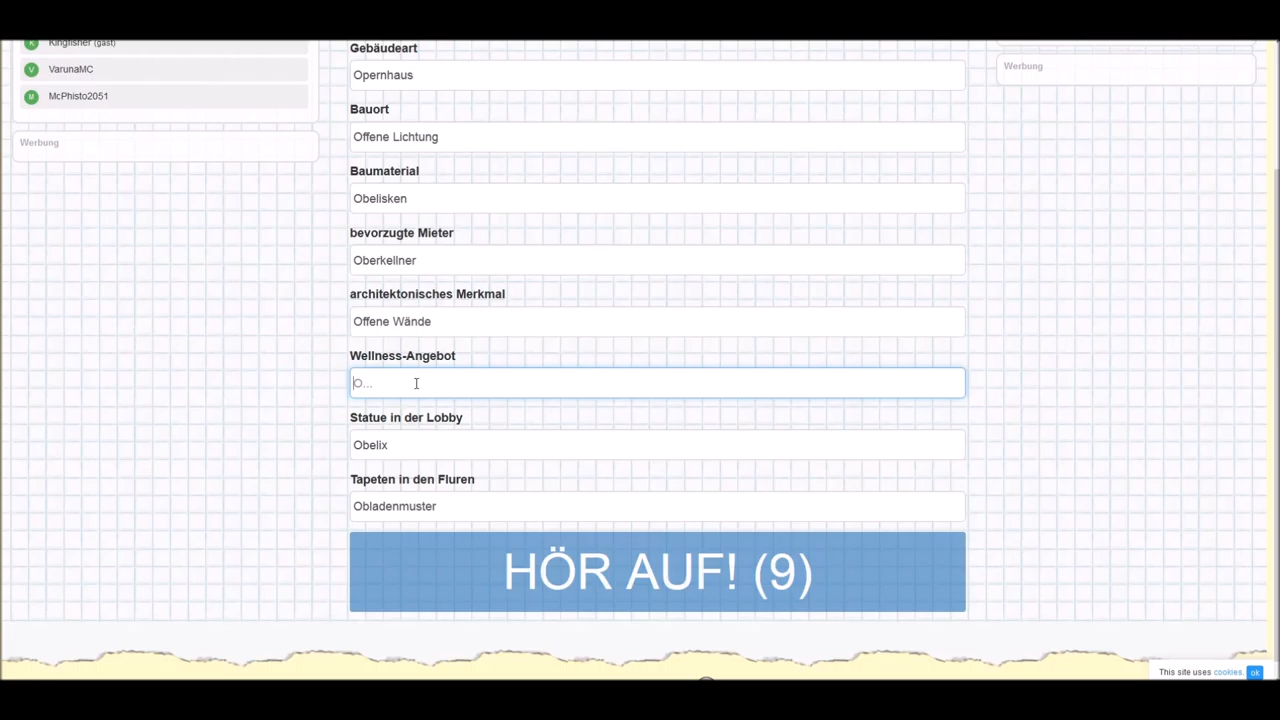 Kingfisher (gast)
VarunaMC
McPhisto2051
Werbung
Gebäudeart
Opernhaus
Bauort
Offene Lichtung
Baumaterial
Obelisken
bevorzugte Mieter
Oberkellner
architektonisches Merkmal
Offene Wände
Wellness-Angebot
O...
Statue in der Lobby
Obelix
Tapeten in den Fluren
Obladenmuster
HÖR AUF! (9)
Werbung
This site uses cookies. ok